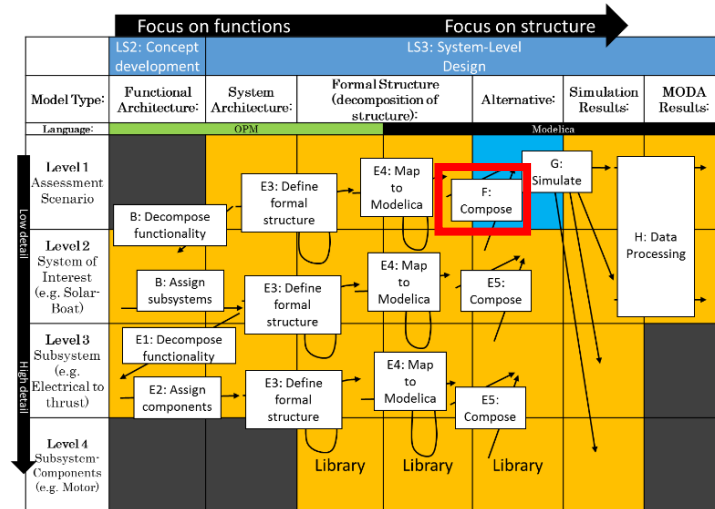 Focus on functions
Focus on structure
LS2: Concept
development
LS3: System-Level
Design
Model Type:
Functional
Architecture:
System
Architecture:
Formal Structure
(decomposition of
structure):
Alternative:
Simulation
Results:
MODA
Results:
Language:
OPM
Modelica
Low detail
High detail
Level 1
Assessment
Scenario
B: Decompose
functionality
E3: Define
formal
structure
E4: Map
to
Modelica
F:
Compose
G:
Simulate
H: Data
Processing
Level 2
System of
Interest
(e.g. Solar-
Boat)
B: Assign
subsystems
E3: Define
formal
structure
E4: Map
to
Modelica
E5:
Compose
Level 3
Subsystem
(e.g.
Electrical to
thrust)
E1: Decompose
functionality
E2: Assign
components
E3: Define
formal
structure
E4: Map
to
Modelica
E5:
Compose
Level 4
Subsystem-
Components
(e.g. Motor)
Library
Library
Library